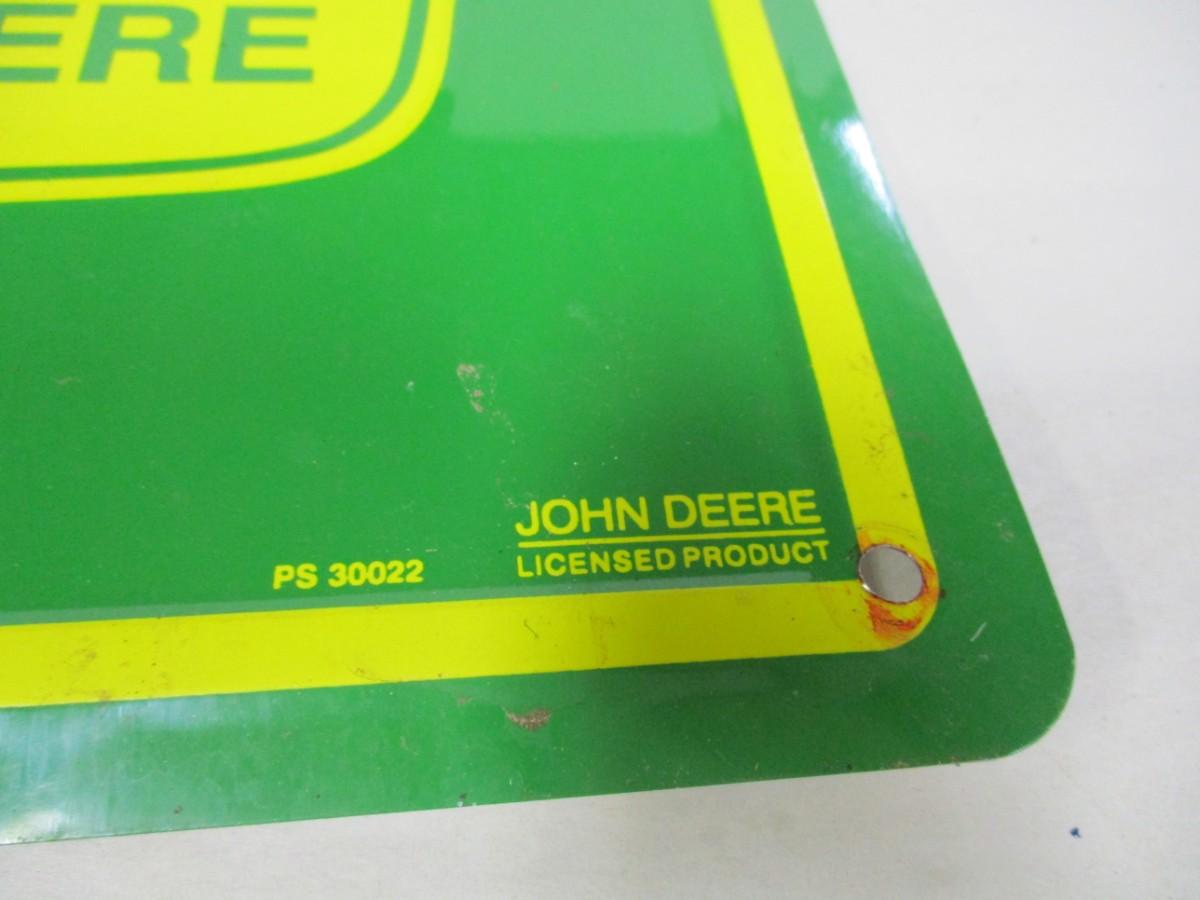 ERE
JOHN DEERE
LICENSED PRODUCT
PS 30022